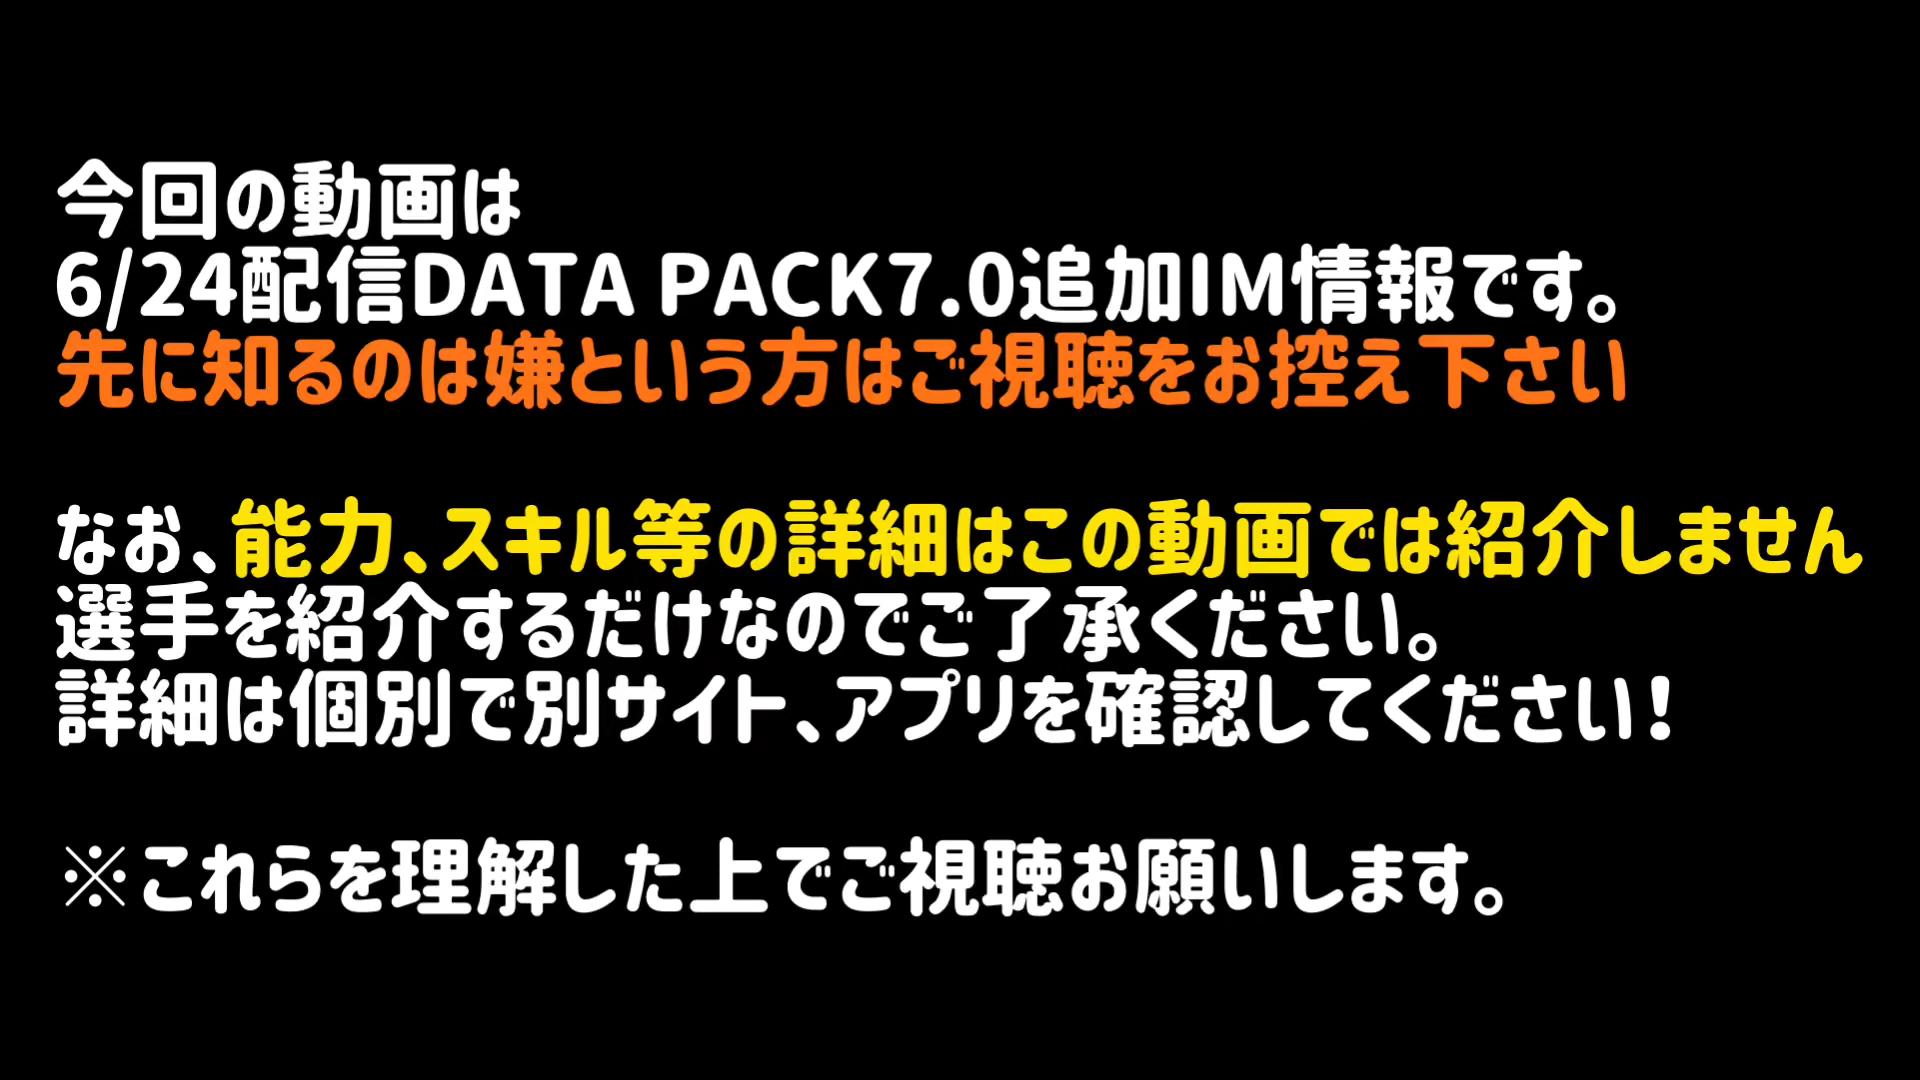 今回の動画は
6/24配信DATA PACK7.0追加IM情報です。
先に知るのは嫌という方はご視聴をお控え下さい
なお、能力、スキル等の詳細はこの動画では紹介しません
選手を紹介するだけなのでご了承ください。
詳細は個別で別サイト、アプリを確認してください！
※これらを理解した上でご視聴お願いします。